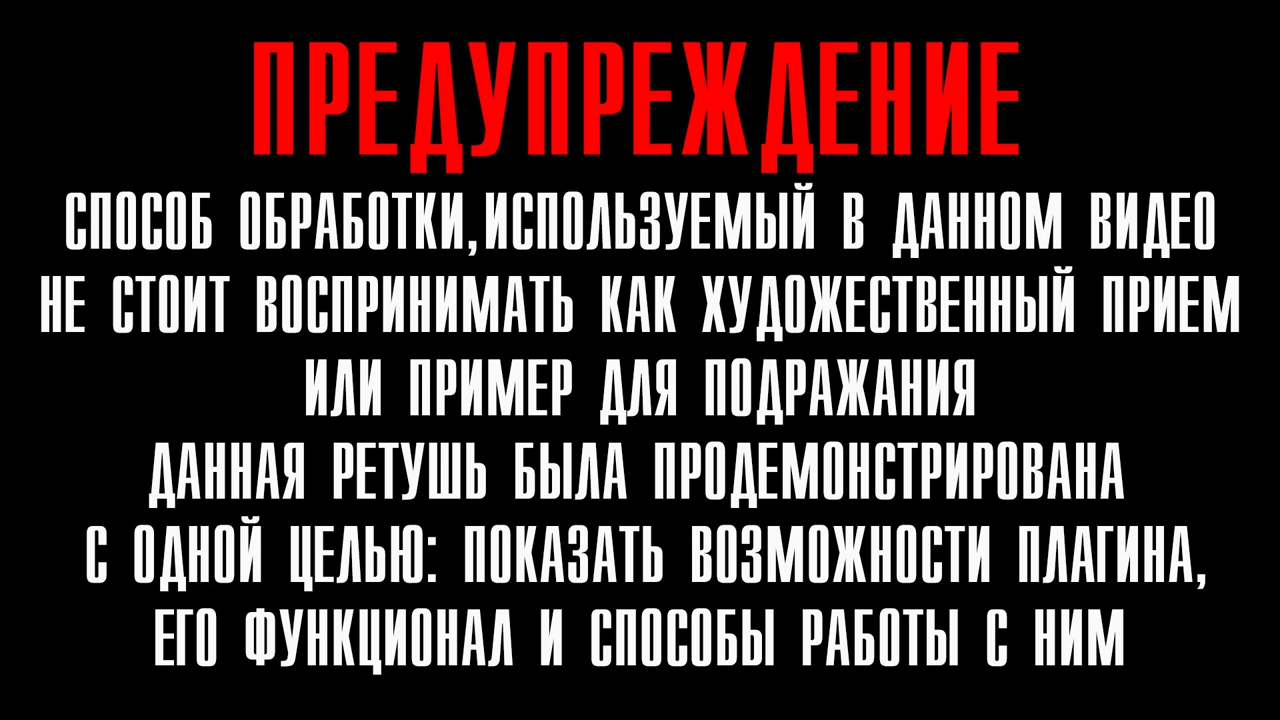 ПРЕДУПРЕЖДЕНИЕ
СПОСОБ ОБРАБОТКИ,ИСПОЛЬЗУЕМЫЙ В ДАННОМ ВИДЕО
НЕ СТОИТ ВОСПРИНИМАТЬ КАК ХУДОЖЕСТВЕННЫЙ ПРИЕМ
ИЛИ ПРИМЕР ДЛЯ ПОДРАЖАНИЯ
ДАННАЯ РЕТУШЬ БЫЛА ПРОДЕМОНСТРИРОВАНА
С ОДНОЙ ЦЕЛЬЮ: ПОКАЗАТЬ ВОЗМОЖНОСТИ ПЛАГИНА,
ЕГО ФУНКЦИОНАЛ И СПОСОБЫ РАБОТЫ С НИМ